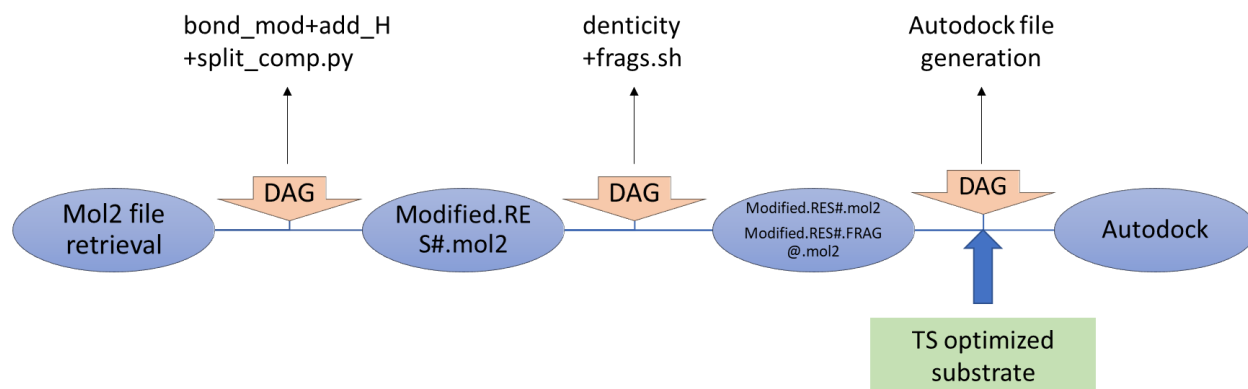 bond_mod+add_H
+split_comp.py
denticity
+frags.sh
Autodock file
generation
DAG
DAG
DAG
Mol2 file
retrieval
Modified.RE
S#.mol2
Modified.RES#.mol2
Modified.RES#.FRAG
@.mol2
Autodock
TS optimized
substrate